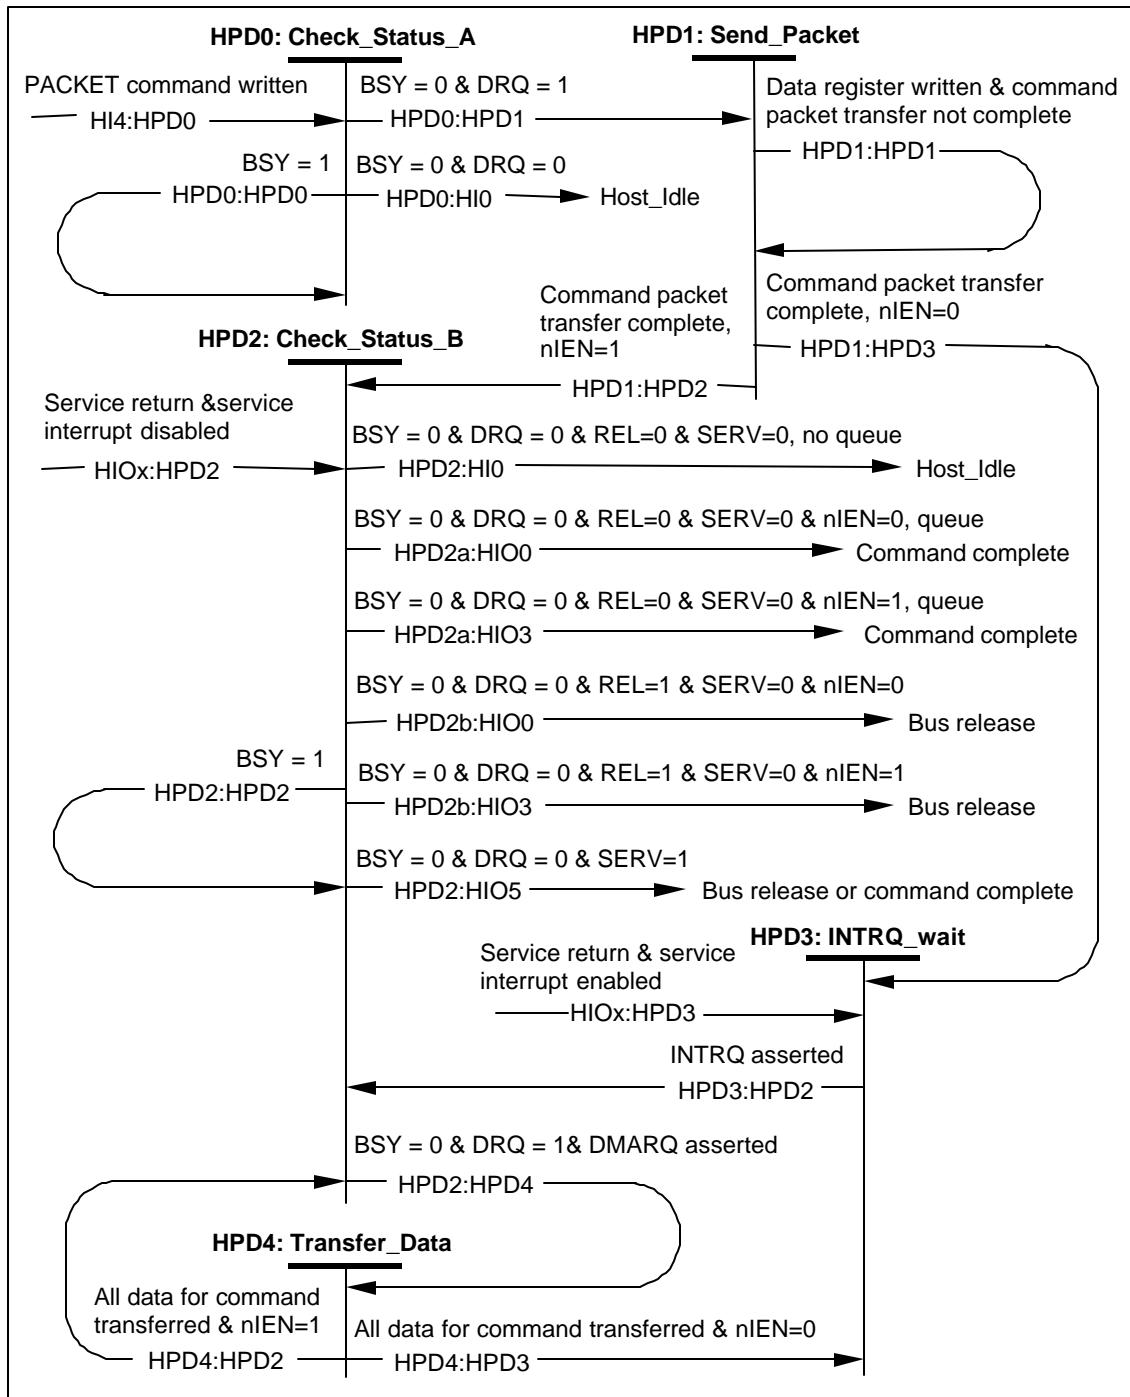 HPD0: Check_Status_A
HPD1: Send_Packet
PACKET command written
HI4:HPD0
BSY = 0 & DRQ = 1
HPD0:HPD1
Data register written & command
packet transfer not complete
HPD1:HPD1
BSY = 1
HPD0:HPD0
BSY = 0 & DRQ = 0
HPD0:HI0
Host_Idle
Command packet
transfer complete,
nIEN=1
HPD1:HPD2
Command packet transfer
complete, nIEN=0
HPD1:HPD3
HPD2: Check_Status_B
Service return &service
interrupt disabled
HIOx:HPD2
BSY = 0 & DRQ = 0 & REL=0 & SERV=0, no queue
HPD2:HI0
Host_Idle
BSY = 0 & DRQ = 0 & REL=0 & SERV=0 & nIEN=0, queue
HPD2a:HIO0
Command complete
BSY = 0 & DRQ = 0 & REL=0 & SERV=0 & nIEN=1, queue
HPD2a:HIO3
Command complete
BSY = 0 & DRQ = 0 & REL=1 & SERV=0 & nIEN=0
HPD2b:HIO0
Bus release
BSY = 1
HPD2:HPD2
BSY = 0 & DRQ = 0 & REL=1 & SERV=0 & nIEN=1
HPD2b:HIO3
Bus release
BSY = 0 & DRQ = 0 & SERV=1
HPD2:HIO5
Bus release or command complete
HPD3: INTRQ_wait
Service return & service
interrupt enabled
HIOx:HPD3
INTRQ asserted
HPD3:HPD2
BSY = 0 & DRQ = 1& DMARQ asserted
HPD2:HPD4
HPD4: Transfer_Data
All data for command
transferred & nIEN=1
HPD4:HPD2
All data for command transferred & nIEN=0
HPD4:HPD3